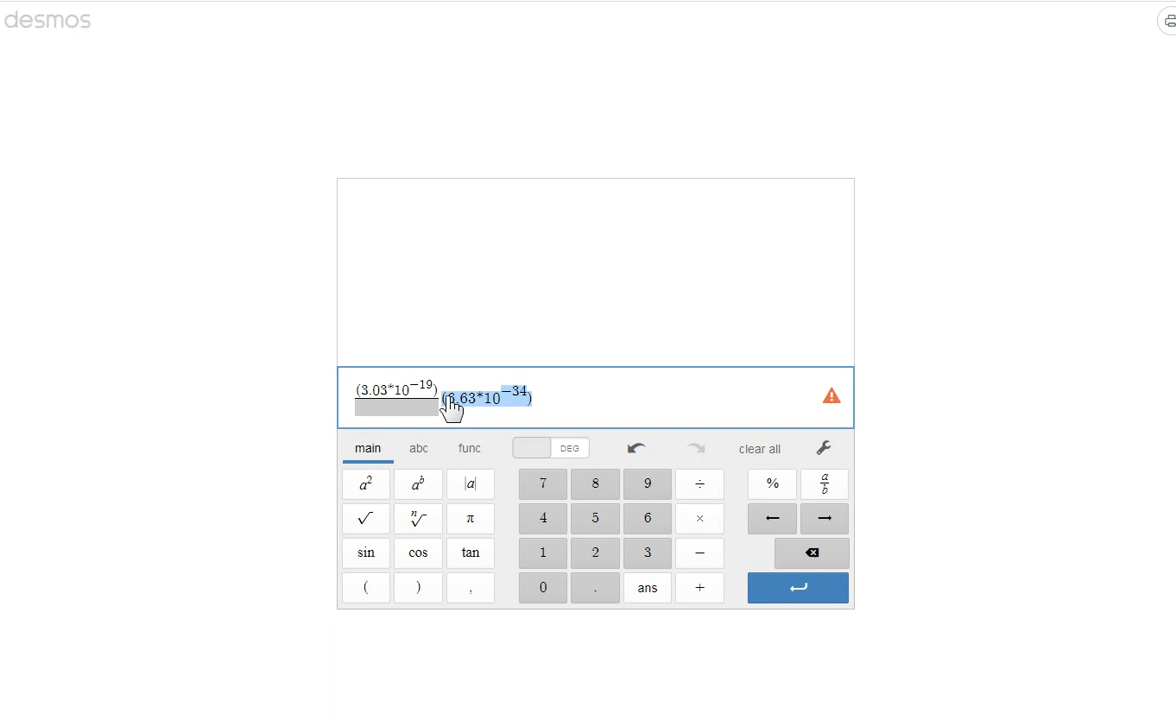 desmos
(3.03*10^−19) (6.63*10^−34)
main abc func DEG clear all
a² aᵇ |a| 7 8 9 ÷ % a/b
√ ⁿ√ π 4 5 6 × ← →
sin cos tan 1 2 3 −
( ) , 0 . ans +